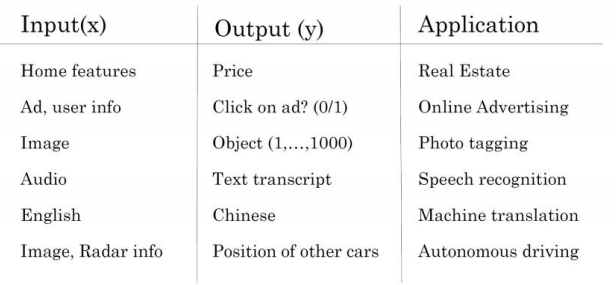 Input(x) Output (y) Application
Home features Price Real Estate
Ad, user info Click on ad? (0/1) Online Advertising
Image Object (1,...,1000) Photo tagging
Audio Text transcript Speech recognition
English Chinese Machine translation
Image, Radar info Position of other cars Autonomous driving